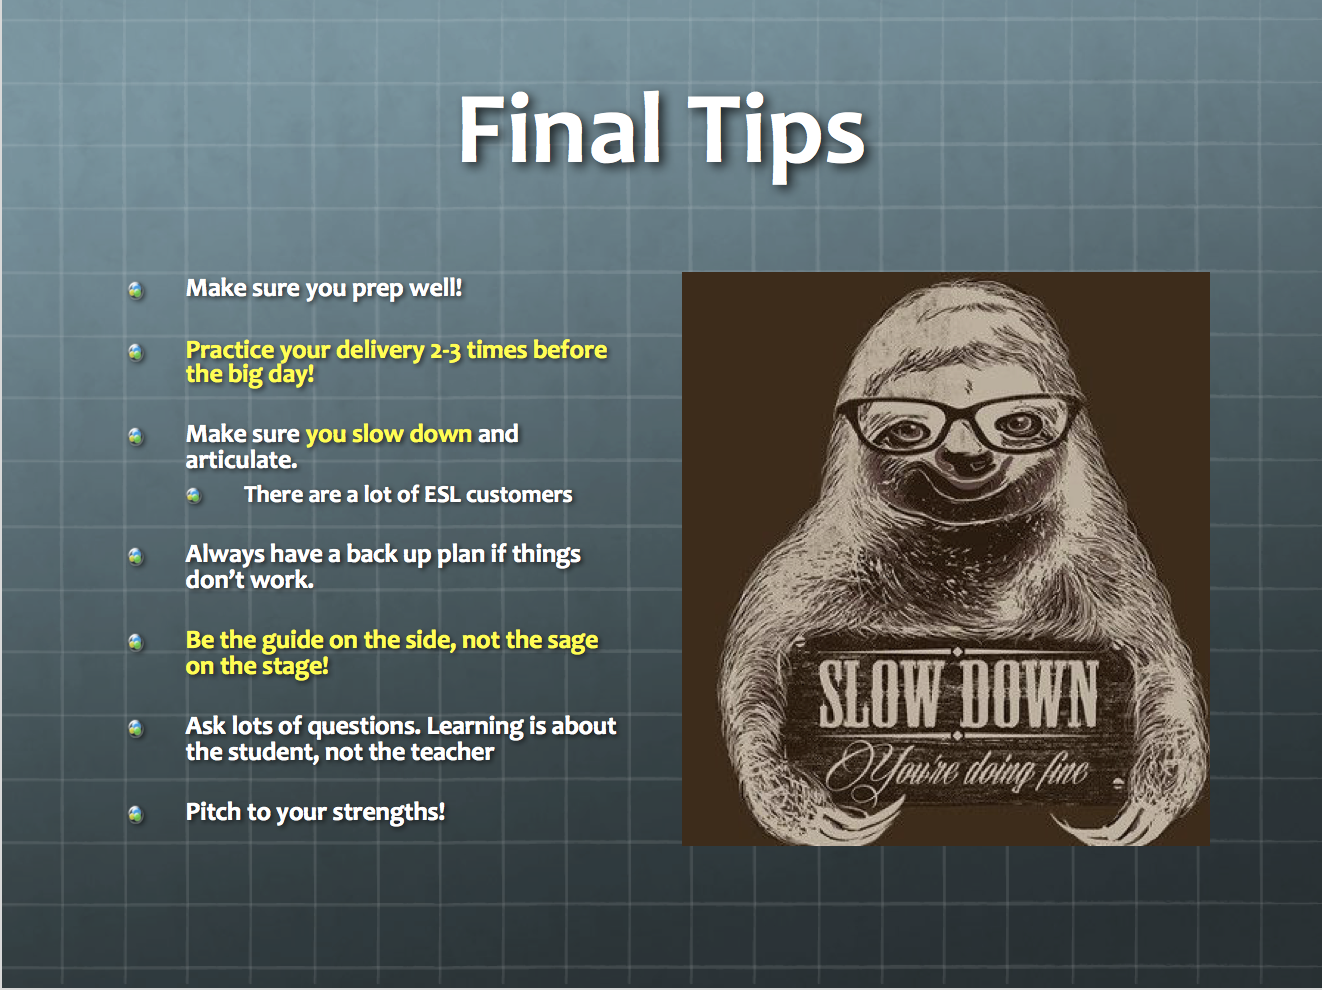 Final Tips
Make sure you prep well!
Practice your delivery 2-3 times before
the big day!
Make sure you slow down and
articulate.
There are a lot of ESL customers
Always have a back up plan if things
don’t work.
Be the guide on the side, not the sage
on the stage!
Ask lots of questions. Learning is about
the student, not the teacher
Pitch to your strengths!
SLOW DOWN
You're doing fine